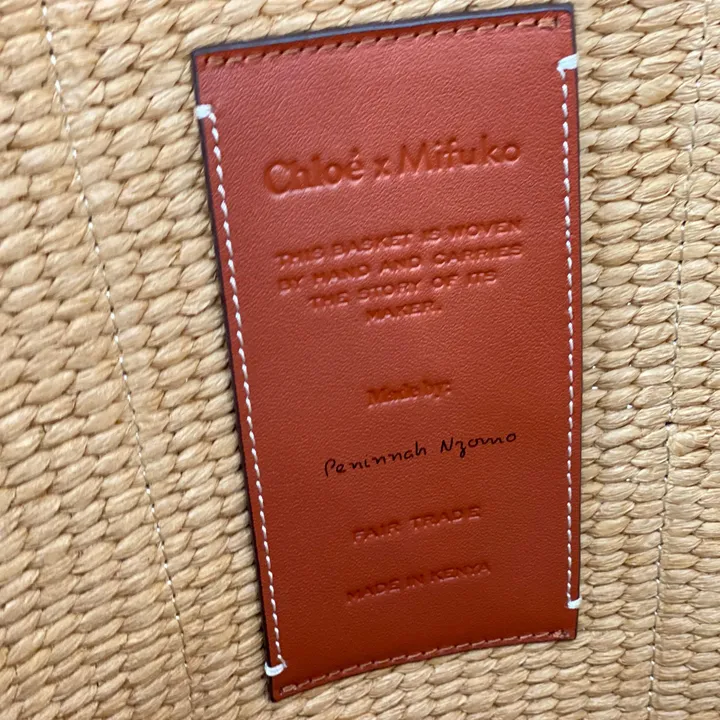 Chloé x Mifuko
THIS BASKET IS WOVEN
BY HAND AND CARRIES
THE STORY OF ITS
MAKER.
Made by:
Peninnah Nzomo
FAIR TRADE
MADE IN KENYA